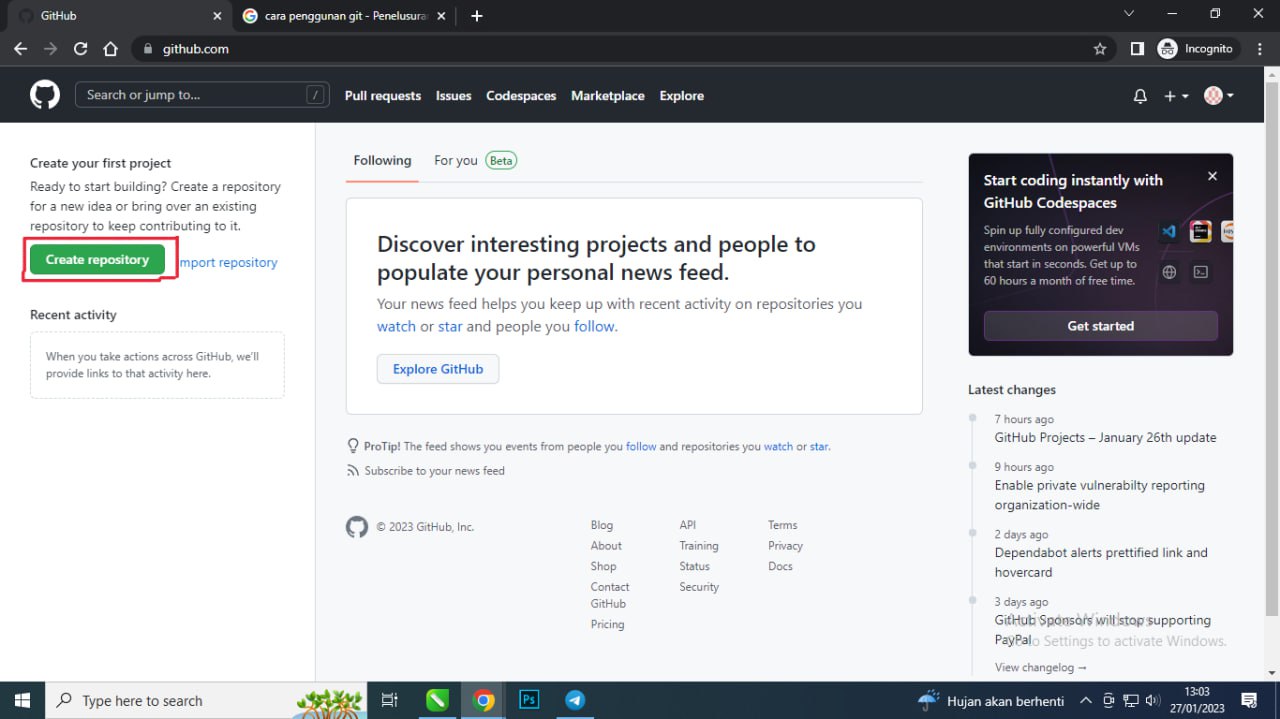 GitHub
cara penggunan git - Penelusuran
github.com
Incognito
Search or jump to...
/
Pull requests
Issues
Codespaces
Marketplace
Explore
Create your first project
Ready to start building? Create a repository
for a new idea or bring over an existing
repository to keep contributing to it.
Create repository
mport repository
Recent activity
When you take actions across GitHub, we'll
provide links to that activity here.
Following
For you
Beta
Discover interesting projects and people to
populate your personal news feed.
Your news feed helps you keep up with recent activity on repositories you
watch or star and people you follow.
Explore GitHub
ProTip! The feed shows you events from people you follow and repositories you watch or star.
Subscribe to your news feed
© 2023 GitHub, Inc.
Blog
About
Shop
Contact
GitHub
Pricing
API
Training
Status
Security
Terms
Privacy
Docs
Start coding instantly with
GitHub Codespaces
Spin up fully configured dev
environments on powerful VMs
that start in seconds. Get up to
60 hours a month of free time.
Get started
Latest changes
7 hours ago
GitHub Projects – January 26th update
9 hours ago
Enable private vulnerabilty reporting
organization-wide
2 days ago
Dependabot alerts prettified link and
hovercard
3 days ago
GitHub Sponsors will stop supporting
PayPal
View changelog →
Activate Windows
Go to Settings to activate Windows.
Type here to search
Ps
Hujan akan berhenti
13:03
27/01/2023